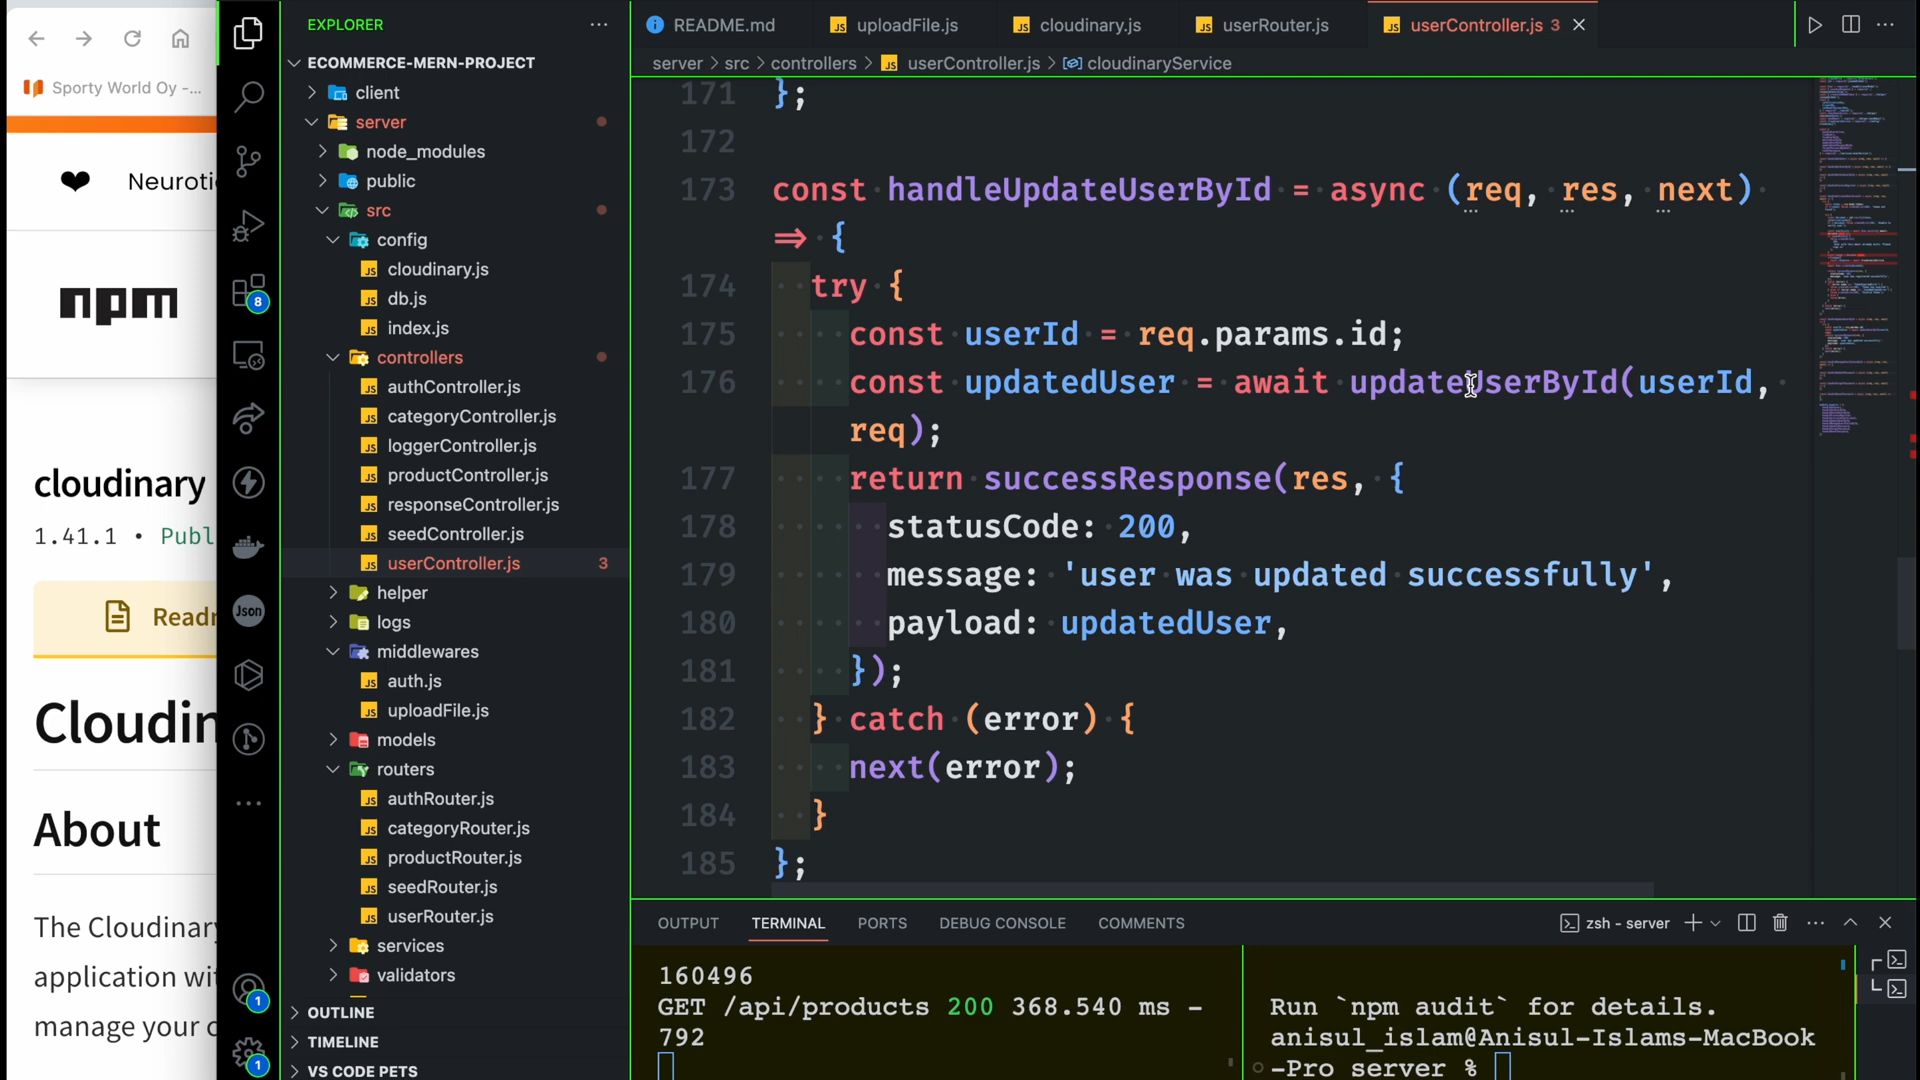 Sporty World Oy -...
Neuroti
npm
cloudinary
1.41.1 • Publ
Readr
Cloudin
About
The Cloudinary
application wi
manage your c
8
Json
1
1
EXPLORER
ECOMMERCE-MERN-PROJECT
client
server
node_modules
public
src
config
cloudinary.js
db.js
index.js
controllers
authController.js
categoryController.js
loggerController.js
productController.js
responseController.js
seedController.js
userController.js 3
helper
logs
middlewares
auth.js
uploadFile.js
models
routers
authRouter.js
categoryRouter.js
productRouter.js
seedRouter.js
userRouter.js
services
validators
OUTLINE
TIMELINE
VS CODE PETS
README.md
uploadFile.js
cloudinary.js
userRouter.js
userController.js 3
server > src > controllers > userController.js > cloudinaryService
171 };
172
173 const handleUpdateUserById = async (req, res, next)
=> {
174 try {
175 const userId = req.params.id;
176 const updatedUser = await updateUserById(userId,
req);
177 return successResponse(res, {
178 statusCode: 200,
179 message: 'user was updated successfully',
180 payload: updatedUser,
181 });
182 } catch (error) {
183 next(error);
184 }
185 };
OUTPUT TERMINAL PORTS DEBUG CONSOLE COMMENTS
zsh - server
160496
GET /api/products 200 368.540 ms -
792
Run `npm audit` for details.
anisul_islam@Anisul-Islams-MacBook
-Pro server %